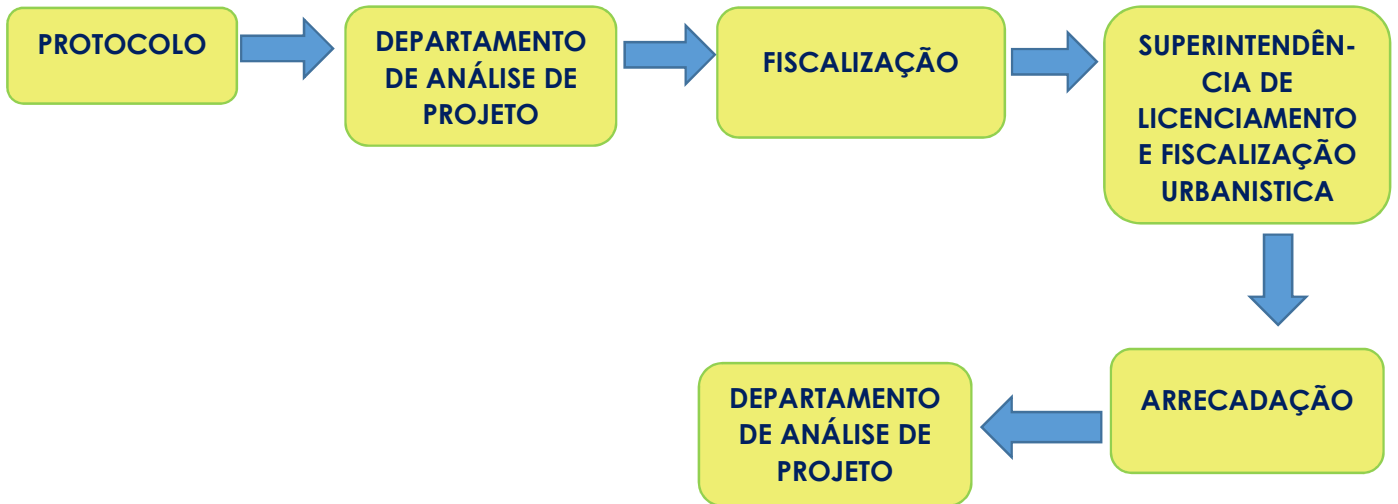 PROTOCOLO
DEPARTAMENTO
DE ANÁLISE DE
PROJETO
FISCALIZAÇÃO
SUPERINTENDÊN-
CIA DE
LICENCIAMENTO
E FISCALIZAÇÃO
URBANISTICA
ARRECADAÇÃO
DEPARTAMENTO
DE ANÁLISE DE
PROJETO